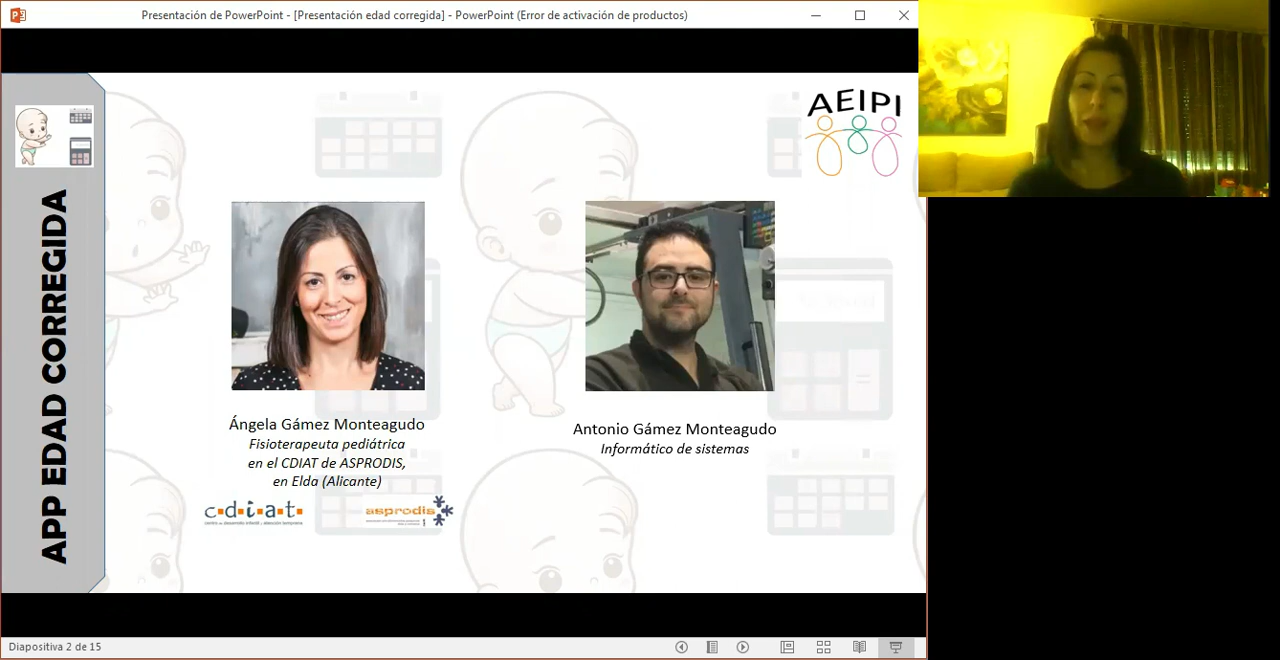 Presentación de PowerPoint - [Presentación edad corregida] - PowerPoint (Error de activación de productos)
APP EDAD CORREGIDA
AEIPI
Ángela Gámez Monteagudo
Fisioterapeuta pediátrica
en el CDIAT de ASPRODIS,
en Elda (Alicante)
c·d·i·a·t·
asprodis
Antonio Gámez Monteagudo
Informático de sistemas
Diapositiva 2 de 15